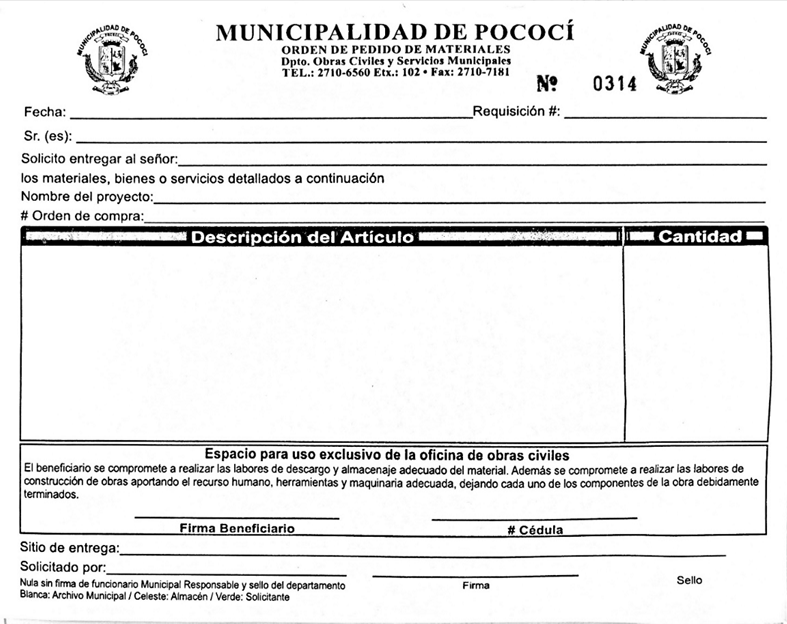 MUNICIPALIDAD DE POCOCÍ
MUNICIPALIDAD DE POCOCÍ
ORDEN DE PEDIDO DE MATERIALES
Dpto. Obras Civiles y Servicios Municipales
TEL.: 2710-6560 Etx.: 102 • Fax: 2710-7181
MUNICIPALIDAD DE POCOCI
Nº 0314
Fecha: Requisición #:
Sr. (es):
Solicito entregar al señor:
los materiales, bienes o servicios detallados a continuación
Nombre del proyecto:
# Orden de compra:
Descripción del Artículo Cantidad
Espacio para uso exclusivo de la oficina de obras civiles
El beneficiario se compromete a realizar las labores de descargo y almacenaje adecuado del material. Además se compromete a realizar las labores de
construcción de obras aportando el recurso humano, herramientas y maquinaria adecuada, dejando cada uno de los componentes de la obra debidamente
terminados.
Firma Beneficiario # Cédula
Sitio de entrega:
Solicitado por:
Nula sin firma de funcionario Municipal Responsable y sello del departamento Firma Sello
Blanca: Archivo Municipal / Celeste: Almacén / Verde: Solicitante